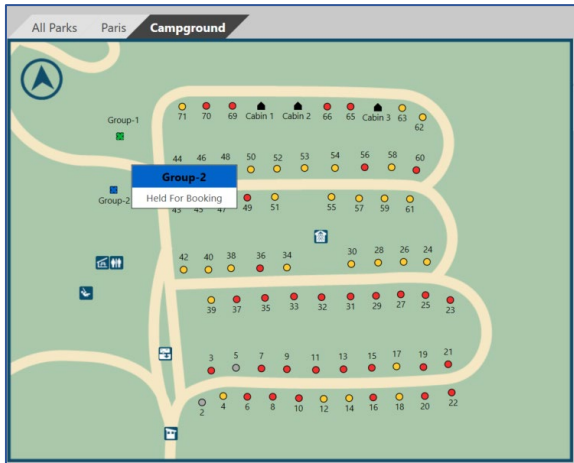 All Parks Paris Campground
71 70 69 Cabin 1 Cabin 2 66 65 Cabin 3 63
62
Group-1
44 46 48 50 52 53 54 56 58 60
Group-2
Held For Booking
Group-2
45 45 47 49 51 55 57 59 61
42 40 38 36 34 32 30 28 26 24
39 37 35 33 32 31 29 27 25 23
3 5 7 9 11 13 15 17 19 21
2 4 6 8 10 12 14 16 18 20 22